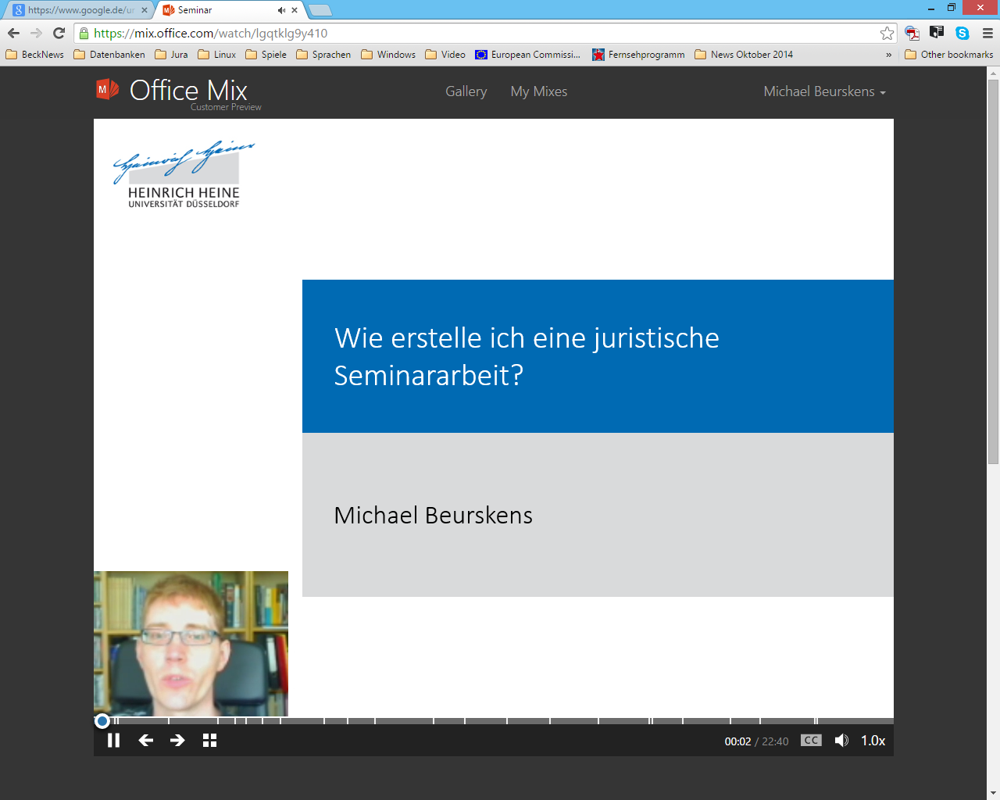 https://www.google.de/ur
Seminar
https://mix.office.com/watch/lgqtklg9y410
BeckNews
Datenbanken
Jura
Linux
Spiele
Sprachen
Windows
Video
European Commissi...
Fernsehprogramm
News Oktober 2014
»
Other bookmarks
M
Office Mix
Customer Preview
Gallery
My Mixes
Michael Beurskens
Heinrich Heine
HEINRICH HEINE
UNIVERSITÄT DÜSSELDORF
Wie erstelle ich eine juristische
Seminararbeit?
Michael Beurskens
00:02 / 22:40
CC
1.0x